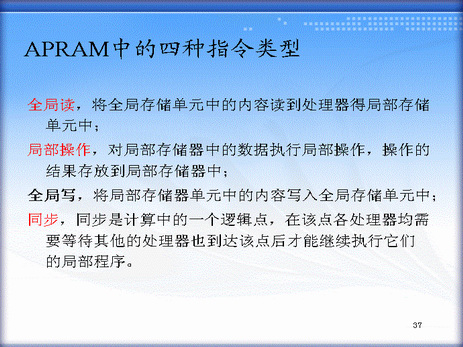 APRAM中的四种指令类型
全局读，将全局存储单元中的内容读到处理器得局部存储
单元中；
局部操作，对局部存储器中的数据执行局部操作，操作的
结果存放到局部存储器中；
全局写，将局部存储器单元中的内容写入全局存储单元中；
同步，同步是计算中的一个逻辑点，在该点各处理器均需
要等待其他的处理器也到达该点后才能继续执行它们
的局部程序。
37